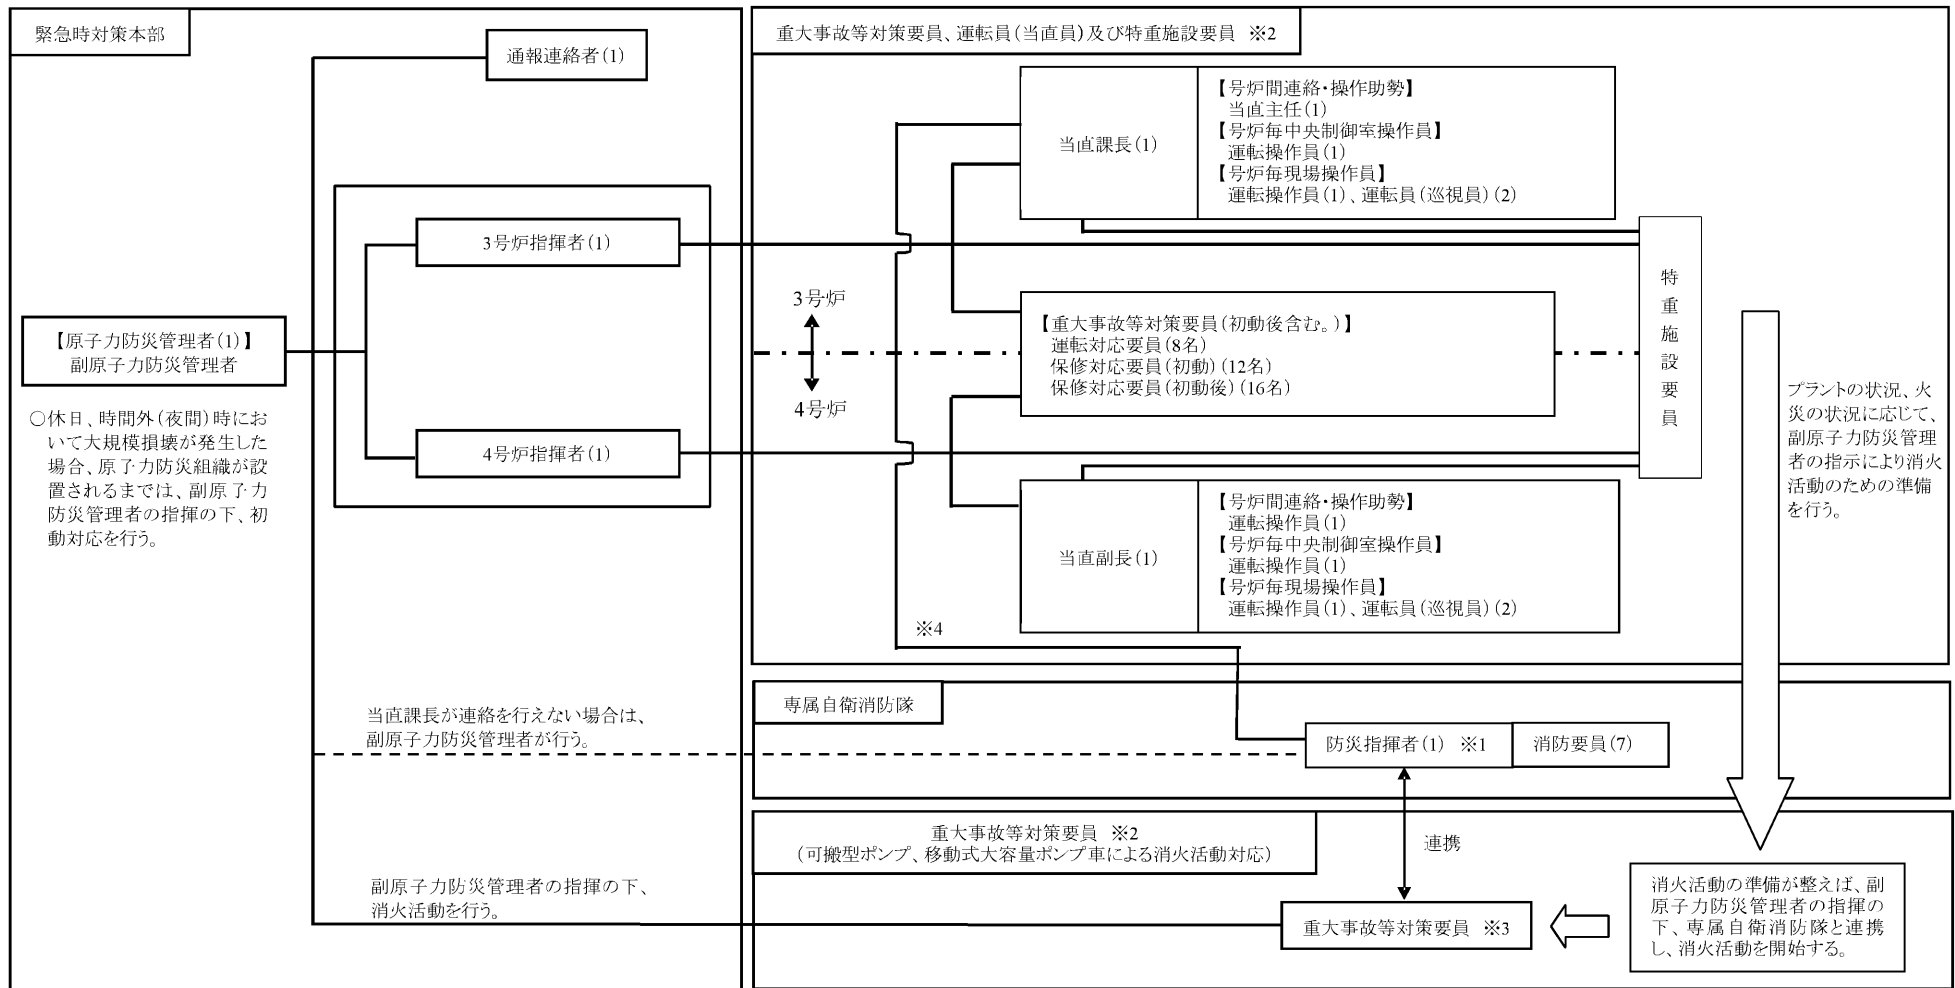 緊急時対策本部
通報連絡者(1)
3号炉指揮者(1)
【原子力防災管理者(1)】
副原子力防災管理者
○休日、時間外(夜間)時にお
いて大規模損壊が発生した
場合、原子力防災組織が設
置されるまでは、副原子力
防災管理者の指揮の下、初
動対応を行う。
4号炉指揮者(1)
当直課長が連絡を行えない場合は、
副原子力防災管理者が行う。
副原子力防災管理者の指揮の下、
消火活動を行う。
重大事故等対策要員、運転員(当直員)及び特重施設要員 ※2
当直課長(1)
【号炉間連絡・操作助勢】
当直主任(1)
【号炉毎中央制御室操作員】
運転操作員(1)
【号炉毎現場操作員】
運転操作員(1)、運転員(巡視員)(2)
3号炉
4号炉
【重大事故等対策要員(初動後含む。)】
運転対応要員(8名)
保修対応要員(初動)(12名)
保修対応要員(初動後)(16名)
特重施設要員
当直副長(1)
【号炉間連絡・操作助勢】
運転操作員(1)
【号炉毎中央制御室操作員】
運転操作員(1)
【号炉毎現場操作員】
運転操作員(1)、運転員(巡視員)(2)
※4
プラントの状況、火
災の状況に応じて、
副原子力防災管理
者の指示により消火
活動のための準備
を行う。
専属自衛消防隊
防災指揮者(1) ※1
消防要員(7)
重大事故等対策要員 ※2
(可搬型ポンプ、移動式大容量ポンプ車による消火活動対応)
連携
重大事故等対策要員 ※3
消火活動の準備が整えば、副
原子力防災管理者の指揮の
下、専属自衛消防隊と連携
し、消火活動を開始する。